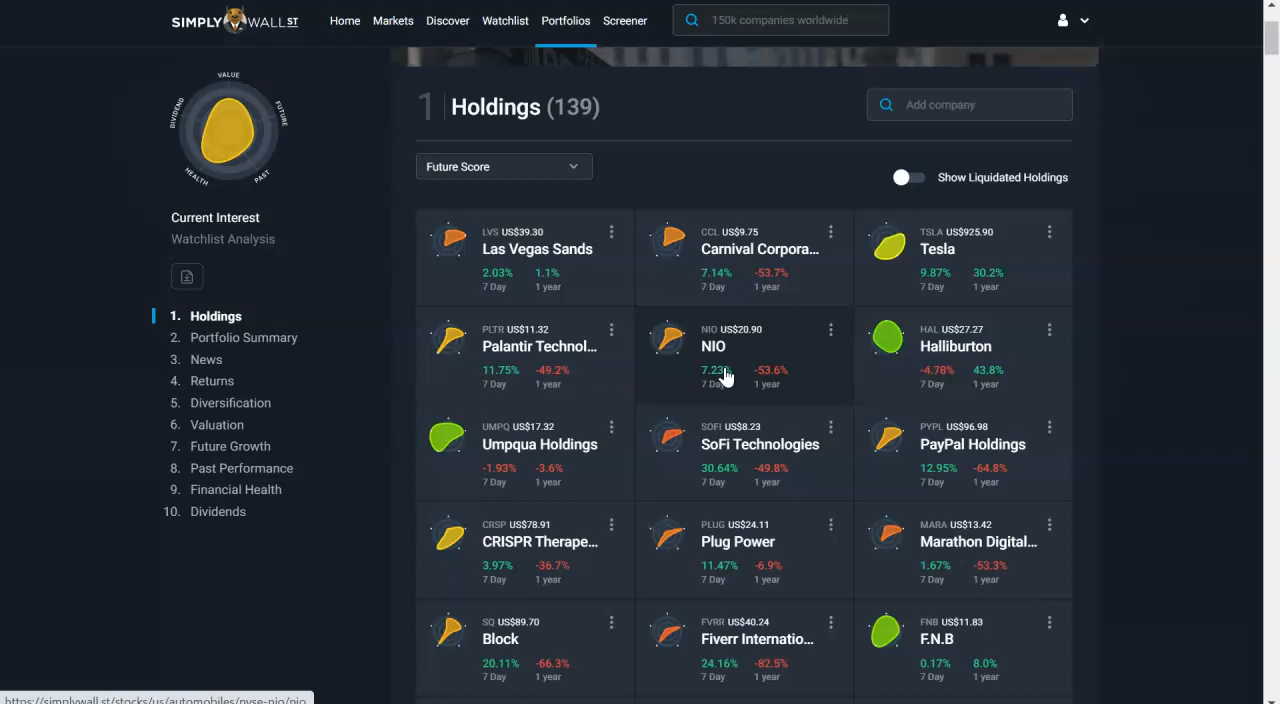 SIMPLY WALL ST
Home Markets Discover Watchlist Portfolios Screener
150k companies worldwide
VALUE
FUTURE
PAST
HEALTH
DIVIDEND
Current Interest
Watchlist Analysis
1. Holdings
2. Portfolio Summary
3. News
4. Returns
5. Diversification
6. Valuation
7. Future Growth
8. Past Performance
9. Financial Health
10. Dividends
1 Holdings (139)
Add company
Future Score
Show Liquidated Holdings
LVS US$39.30
Las Vegas Sands
2.03% 1.1%
7 Day 1 year
CCL US$9.75
Carnival Corpora...
7.14% -53.7%
7 Day 1 year
TSLA US$925.90
Tesla
9.87% 30.2%
7 Day 1 year
PLTR US$11.32
Palantir Technol...
11.75% -49.2%
7 Day 1 year
NIO US$20.90
NIO
7.23% -53.6%
7 Day 1 year
HAL US$27.27
Halliburton
-4.78% 43.8%
7 Day 1 year
UMPQ US$17.32
Umpqua Holdings
-1.93% -3.6%
7 Day 1 year
SOFI US$8.23
SoFi Technologies
30.64% -49.8%
7 Day 1 year
PYPL US$96.98
PayPal Holdings
12.95% -64.8%
7 Day 1 year
CRSP US$78.91
CRISPR Therape...
3.97% -36.7%
7 Day 1 year
PLUG US$24.11
Plug Power
11.47% -6.9%
7 Day 1 year
MARA US$13.42
Marathon Digital...
1.67% -53.3%
7 Day 1 year
SQ US$89.70
Block
20.11% -66.3%
7 Day 1 year
FVRR US$40.24
Fiverr Internatio...
24.16% -82.5%
7 Day 1 year
FNB US$11.83
F.N.B
0.17% 8.0%
7 Day 1 year
https://simplywall.st/stocks/us/automobiles/nyse-nio/nio